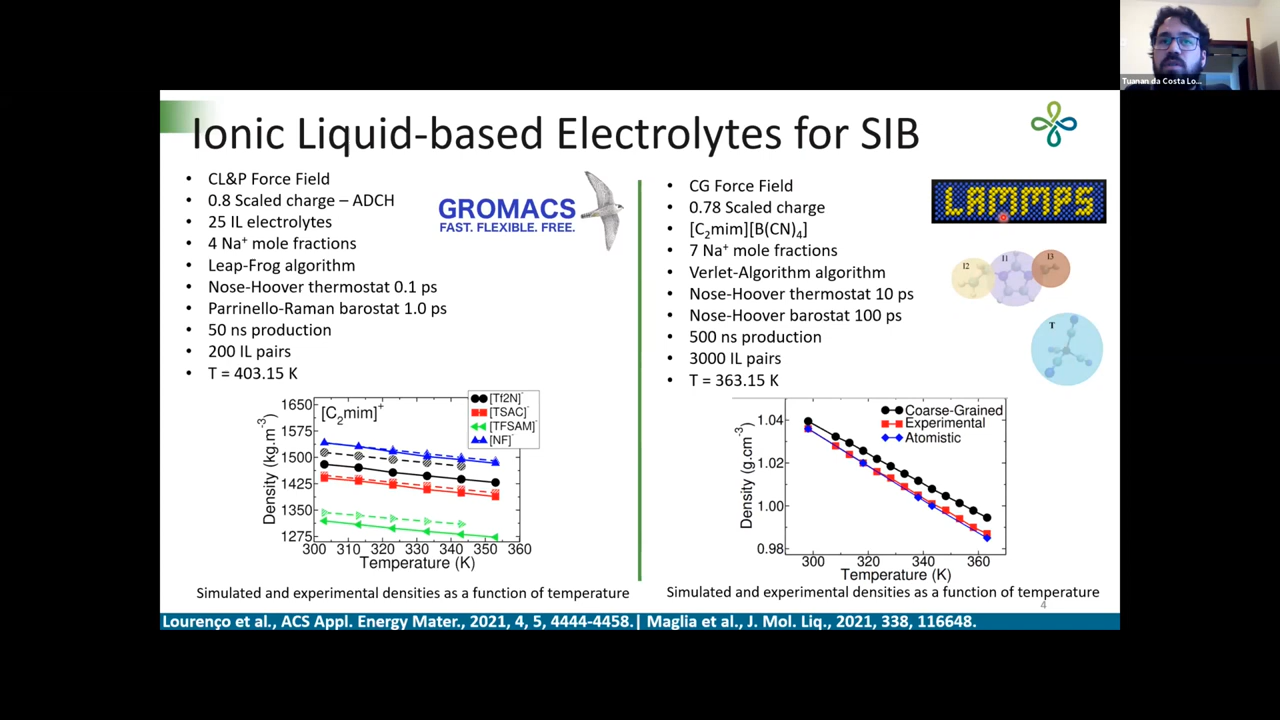 Tuanan da Costa Lo...
Ionic Liquid-based Electrolytes for SIB
• CL&P Force Field
• 0.8 Scaled charge – ADCH
• 25 IL electrolytes
• 4 Na⁺ mole fractions
• Leap-Frog algorithm
• Nose-Hoover thermostat 0.1 ps
• Parrinello-Raman barostat 1.0 ps
• 50 ns production
• 200 IL pairs
• T = 403.15 K
GROMACS
FAST. FLEXIBLE. FREE.
[C₂mim]⁺
[Tf2N]⁻
[TSAC]⁻
[TFSAM]⁻
[NF]⁻
Density (kg.m⁻³)
1650
1575
1500
1425
1350
1275
300 310 320 330 340 350 360
Temperature (K)
Simulated and experimental densities as a function of temperature
• CG Force Field
• 0.78 Scaled charge
• [C₂mim][B(CN)₄]
• 7 Na⁺ mole fractions
• Verlet-Algorithm algorithm
• Nose-Hoover thermostat 10 ps
• Nose-Hoover barostat 100 ps
• 500 ns production
• 3000 IL pairs
• T = 363.15 K
LAMMPS
I2 I1 I3
T
Coarse-Grained
Experimental
Atomistic
Density (g.cm⁻³)
1.04
1.02
1.00
0.98
300 320 340 360
Temperature (K)
Simulated and experimental densities as a function of temperature
4
Lourenço et al., ACS Appl. Energy Mater., 2021, 4, 5, 4444-4458.| Maglia et al., J. Mol. Liq., 2021, 338, 116648.